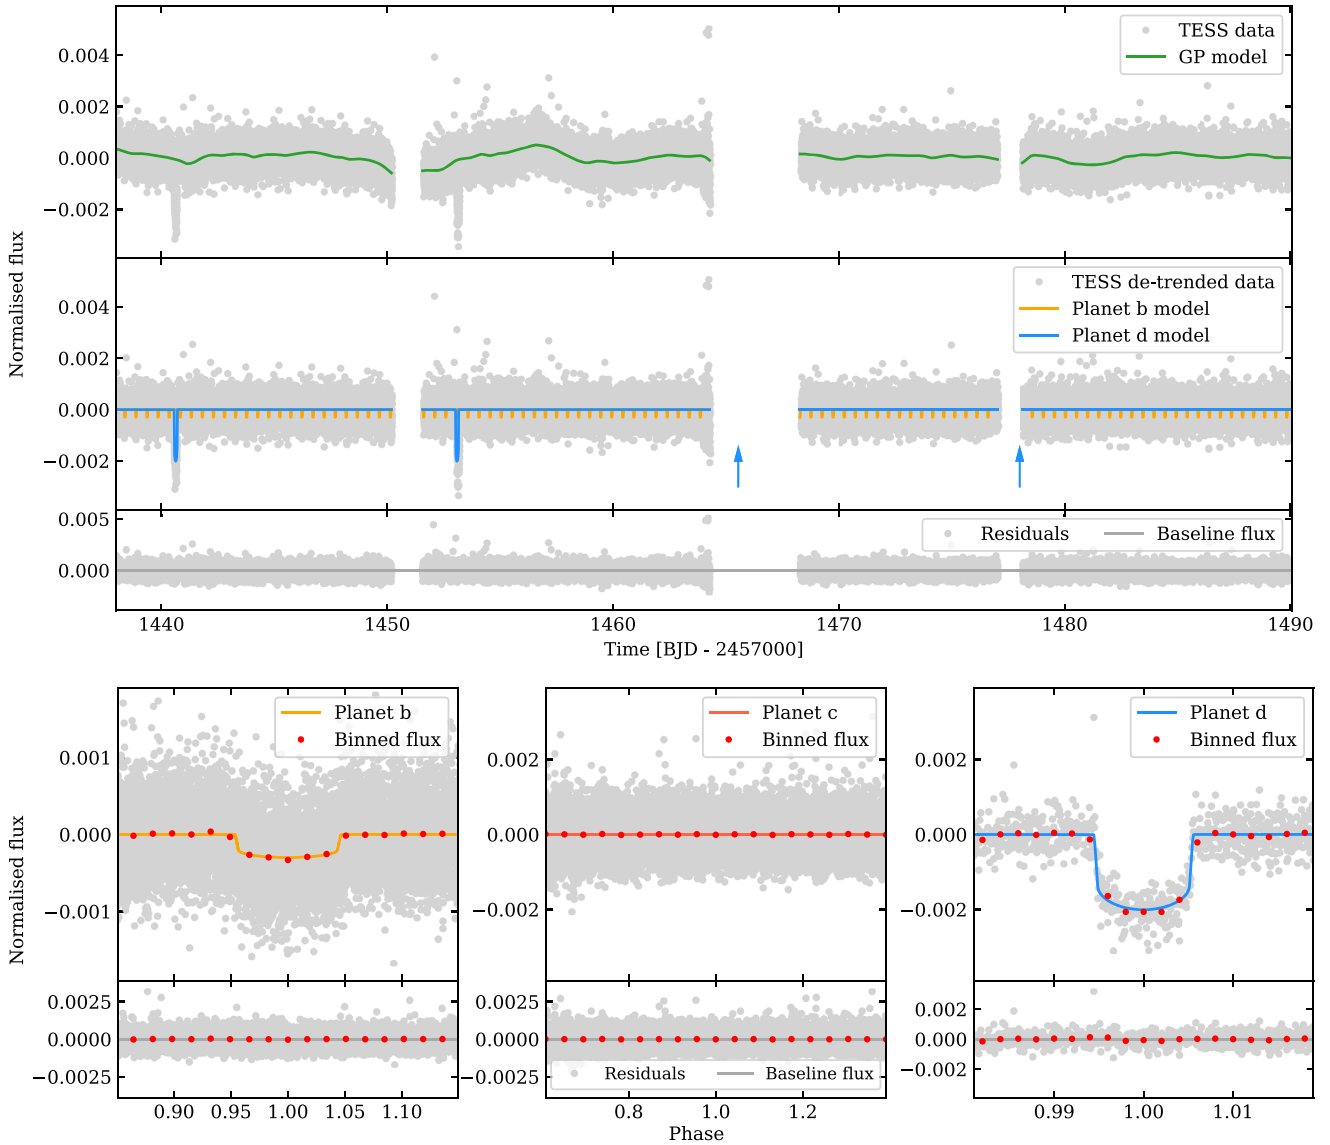 0.004
0.002
0.000
−0.002
TESS data
GP model
Normalised flux
0.004
0.002
0.000
−0.002
TESS de-trended data
Planet b model
Planet d model
0.005
0.000
Residuals
Baseline flux
1440
1450
1460
1470
1480
1490
Time [BJD - 2457000]
Normalised flux
0.001
0.000
−0.001
Planet b
Binned flux
0.002
0.000
−0.002
Planet c
Binned flux
0.002
0.000
−0.002
Planet d
Binned flux
0.0025
0.0000
−0.0025
0.90
0.95
1.00
1.05
1.10
0.0025
0.0000
−0.0025
Residuals
Baseline flux
0.8
1.0
1.2
Phase
0.002
0.000
−0.002
0.99
1.00
1.01